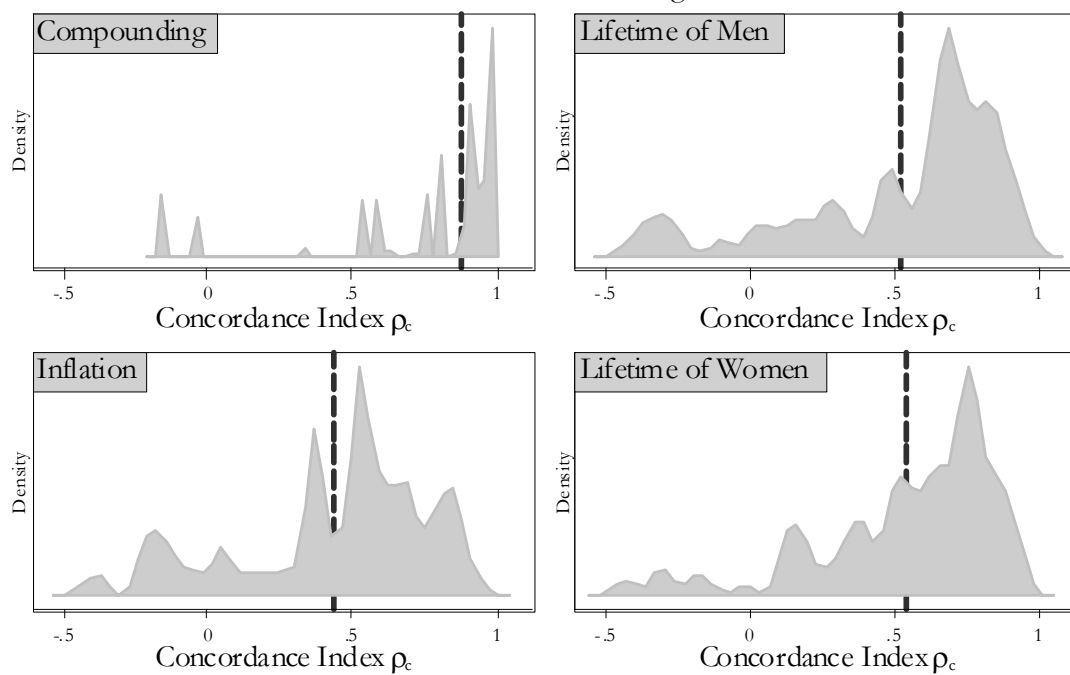 Compounding
Density
-.5 0 .5 1
Concordance Index ρc
Lifetime of Men
Density
-.5 0 .5 1
Concordance Index ρc
Inflation
Density
-.5 0 .5 1
Concordance Index ρc
Lifetime of Women
Density
-.5 0 .5 1
Concordance Index ρc